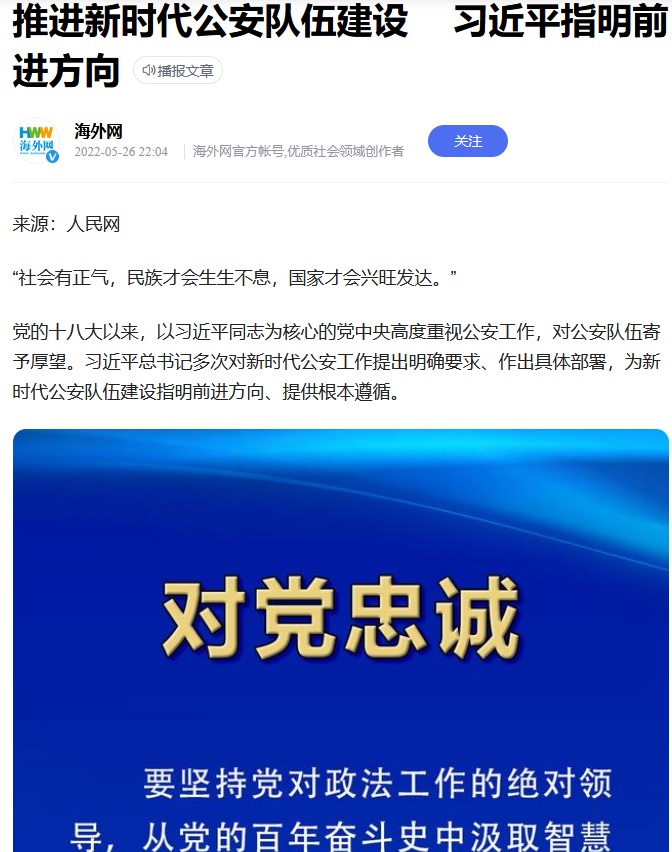 推进新时代公安队伍建设　习近平指明前
进方向 播报文章
HWW
海外网
海外网
2022-05-26 22:04 海外网官方帐号,优质社会领域创作者
关注
来源：人民网
“社会有正气，民族才会生生不息，国家才会兴旺发达。”
党的十八大以来，以习近平同志为核心的党中央高度重视公安工作，对公安队伍寄
予厚望。习近平总书记多次对新时代公安工作提出明确要求、作出具体部署，为新
时代公安队伍建设指明前进方向、提供根本遵循。
对党忠诚
要坚持党对政法工作的绝对领
导，从党的百年奋斗史中汲取智慧